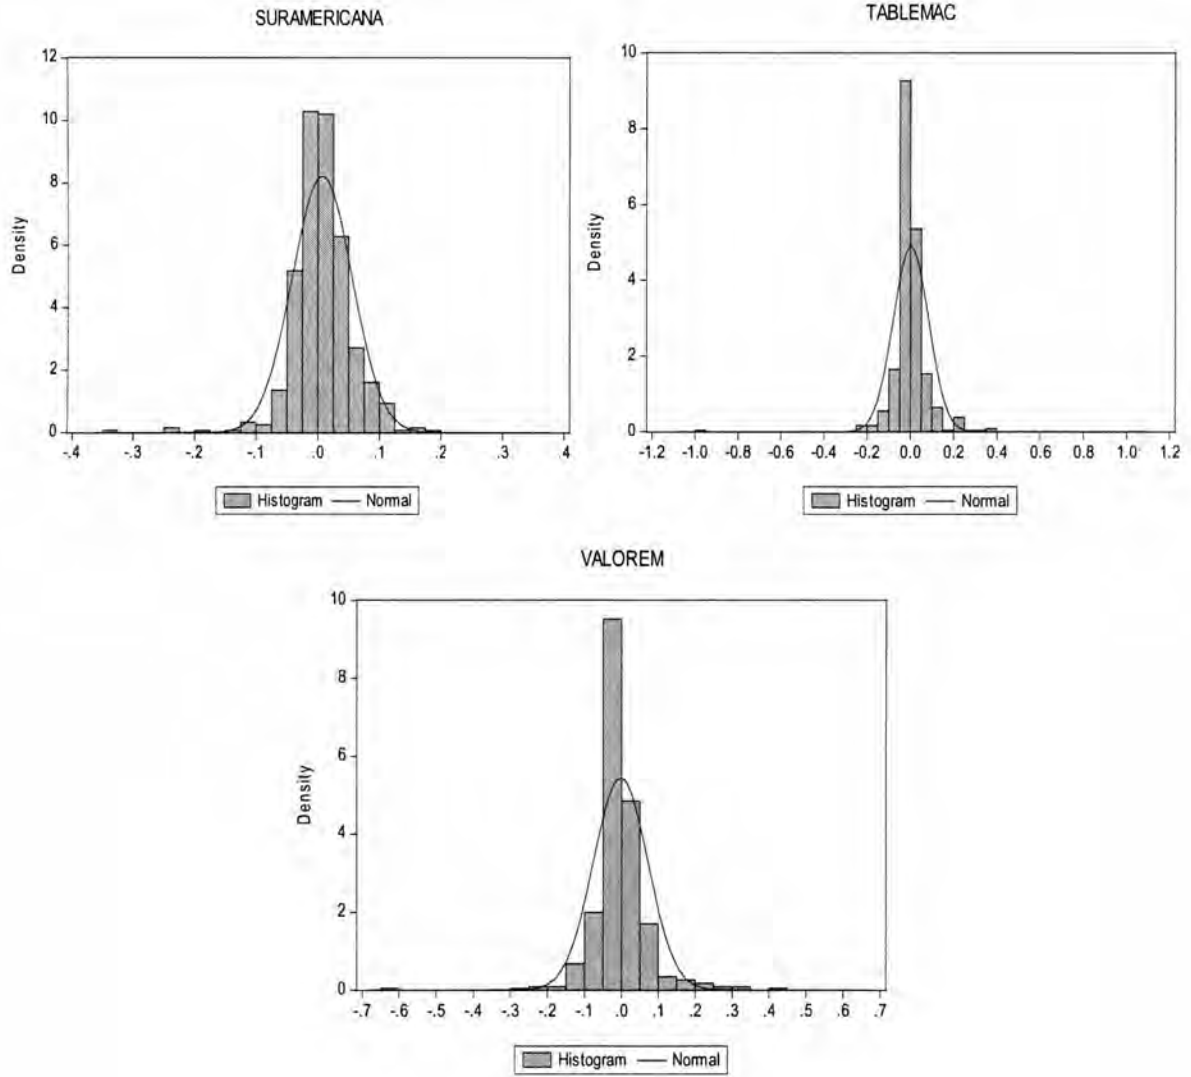 SURAMERICANA
12
10
8
6
4
2
0
Density
-.4 -.3 -.2 -.1 .0 .1 .2 .3 .4
Histogram Normal
TABLEMAC
10
8
6
4
2
0
Density
-1.2 -1.0 -0.8 -0.6 -0.4 -0.2 0.0 0.2 0.4 0.6 0.8 1.0 1.2
Histogram Normal
VALOREM
10
8
6
4
2
0
Density
-.7 -.6 -.5 -.4 -.3 -.2 -.1 .0 .1 .2 .3 .4 .5 .6 .7
Histogram Normal